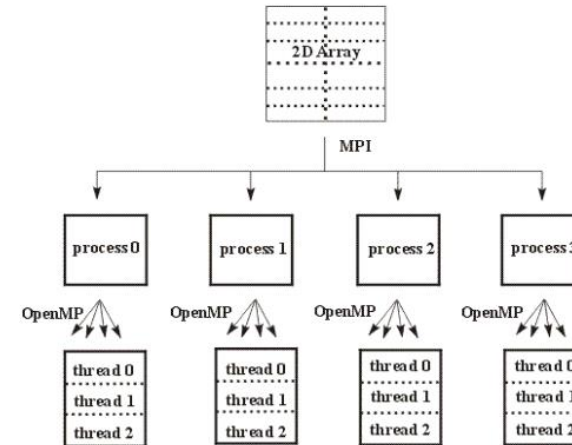 2D Array
MPI
process 0
process 1
process 2
process 3
OpenMP
OpenMP
OpenMP
OpenMP
thread 0
thread 1
thread 2
thread 0
thread 1
thread 2
thread 0
thread 1
thread 2
thread 0
thread 1
thread 2